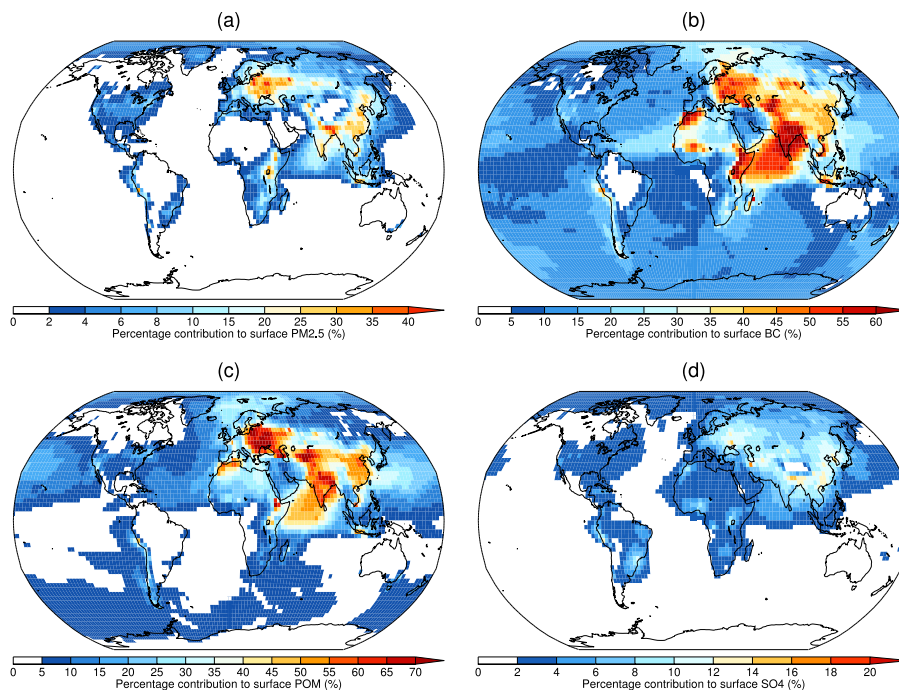 (a)
(b)
0 2 4 6 8 10 15 20 25 30 35 40
Percentage contribution to surface PM2.5 (%)
0 5 10 15 20 25 30 35 40 45 50 55 60
Percentage contribution to surface BC (%)
(c)
(d)
0 5 10 15 20 25 30 35 40 45 50 55 60 65 70
Percentage contribution to surface POM (%)
0 2 4 6 8 10 12 14 16 18 20
Percentage contribution to surface SO4 (%)